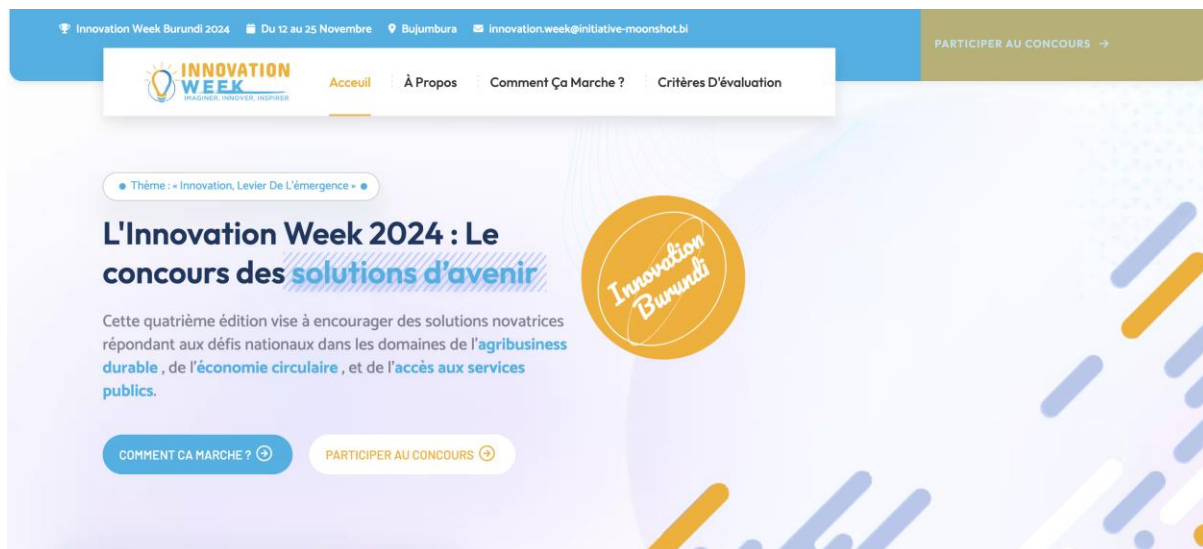 Innovation Week Burundi 2024 Du 12 au 25 Novembre Bujumbura innovation.week@initiative-moonshot.bi
PARTICIPER AU CONCOURS
INNOVATION
WEEK
IMAGINER, INNOVER, INSPIRER
Acceuil À Propos Comment Ça Marche ? Critères D'évaluation
Thème : « Innovation, Levier De L'émergence »
L'Innovation Week 2024 : Le
concours des solutions d'avenir
Innovation
Burundi
Cette quatrième édition vise à encourager des solutions novatrices
répondant aux défis nationaux dans les domaines de l'agribusiness
durable , de l'économie circulaire , et de l'accès aux services
publics.
COMMENT CA MARCHE ? PARTICIPER AU CONCOURS